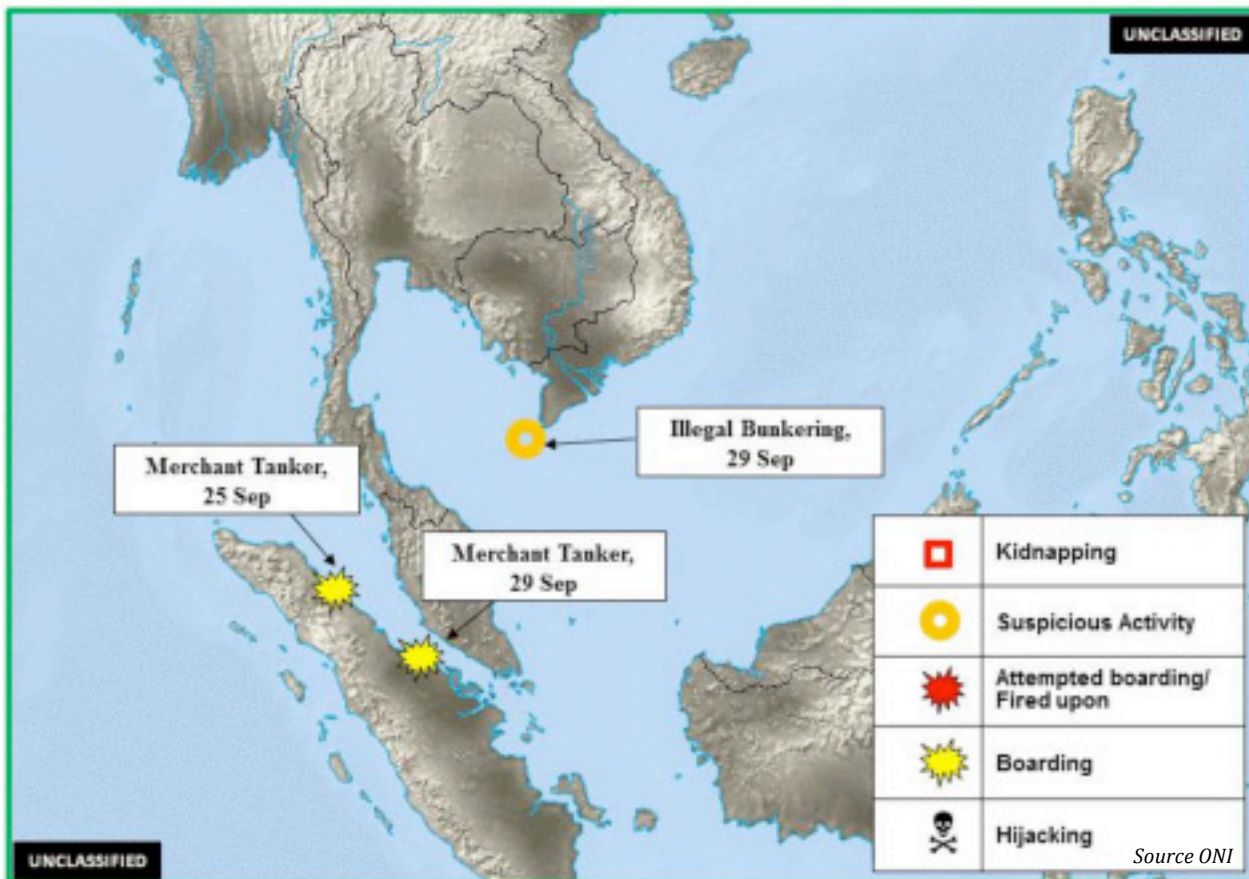 UNCLASSIFIED
Illegal Bunkering,
29 Sep
Merchant Tanker,
25 Sep
Merchant Tanker,
29 Sep
Kidnapping
Suspicious Activity
Attempted boarding/
Fired upon
Boarding
Hijacking
Source ONI
UNCLASSIFIED